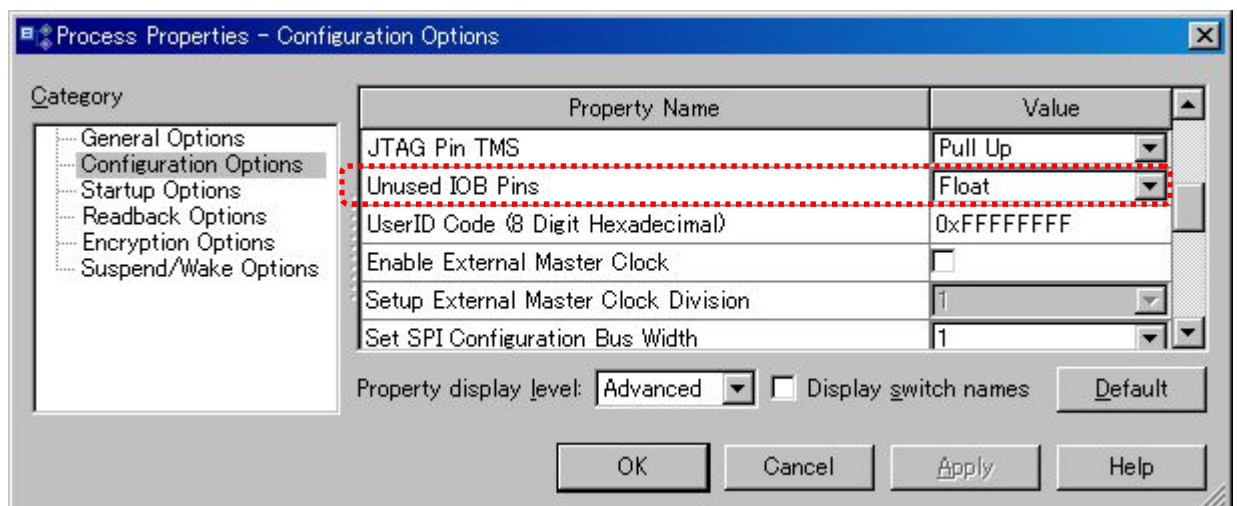 Process Properties - Configuration Options
Category
General Options
Configuration Options
Startup Options
Readback Options
Encryption Options
Suspend/Wake Options
Property Name Value
JTAG Pin TMS Pull Up
Unused IOB Pins Float
UserID Code (8 Digit Hexadecimal) 0xFFFFFFFF
Enable External Master Clock
Setup External Master Clock Division 1
Set SPI Configuration Bus Width 1
Property display level: Advanced Display switch names Default
OK Cancel Apply Help